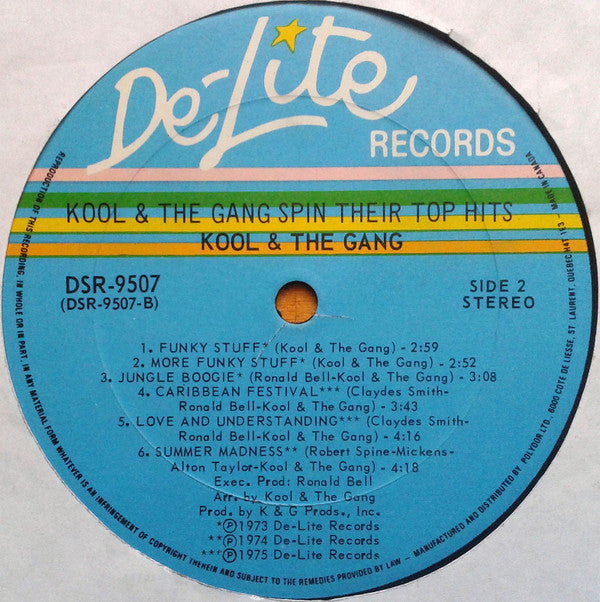 De-Lite
RECORDS
KOOL & THE GANG SPIN THEIR TOP HITS
KOOL & THE GANG
DSR-9507
(DSR-9507-B)
SIDE 2
STEREO
1. FUNKY STUFF* (Kool & The Gang) - 2:59
2. MORE FUNKY STUFF* (Kool & The Gang) - 2:52
3. JUNGLE BOOGIE* (Ronald Bell-Kool & The Gang) - 3:08
4. CARIBBEAN FESTIVAL*** (Claydes Smith-
Ronald Bell-Kool & The Gang) - 3:43
5. LOVE AND UNDERSTANDING*** (Claydes Smith-
Ronald Bell-Kool & The Gang) - 4:16
6. SUMMER MADNESS** (Robert Spine-Mickens-
Alton Taylor-Kool & The Gang) - 4:18
Exec. Prod: Ronald Bell
Arr. by Kool & The Gang
Prod. by K & G Prods., Inc.
*Ⓟ1973 De-Lite Records
**Ⓟ1974 De-Lite Records
***Ⓟ1975 De-Lite Records
REPRODUCTION OF THIS RECORDING, IN WHOLE OR IN PART, IN ANY MATERIAL FORM WHATEVER IS AN INFRINGEMENT OF COPYRIGHT THEREIN AND SUBJECT TO THE REMEDIES PROVIDED BY LAW - MANUFACTURED AND DISTRIBUTED BY POLYDOR LTD., 6000 COTE DE LIESSE, ST. LAURENT, QUEBEC H4T 1E3 - MADE IN CANADA